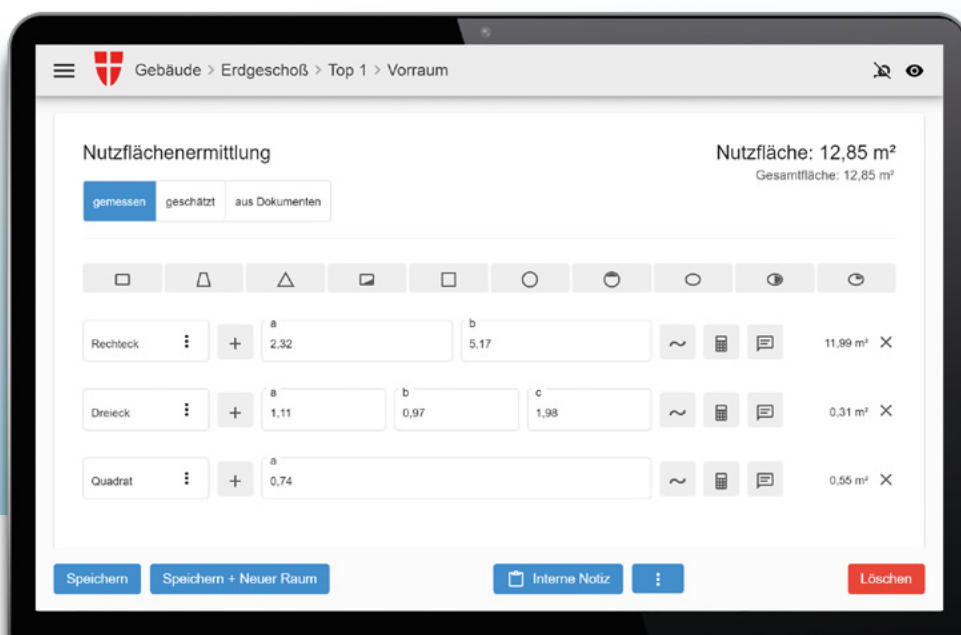 Gebäude > Erdgeschoß > Top 1 > Vorraum
Nutzflächenermittlung
Nutzfläche: 12,85 m²
Gesamtfläche: 12,85 m²
gemessen geschätzt aus Dokumenten
a b
Rechteck 2,32 5,17 11,99 m²
a b c
Dreieck 1,11 0,97 1,98 0,31 m²
a
Quadrat 0,74 0,55 m²
Speichern Speichern + Neuer Raum Interne Notiz Löschen